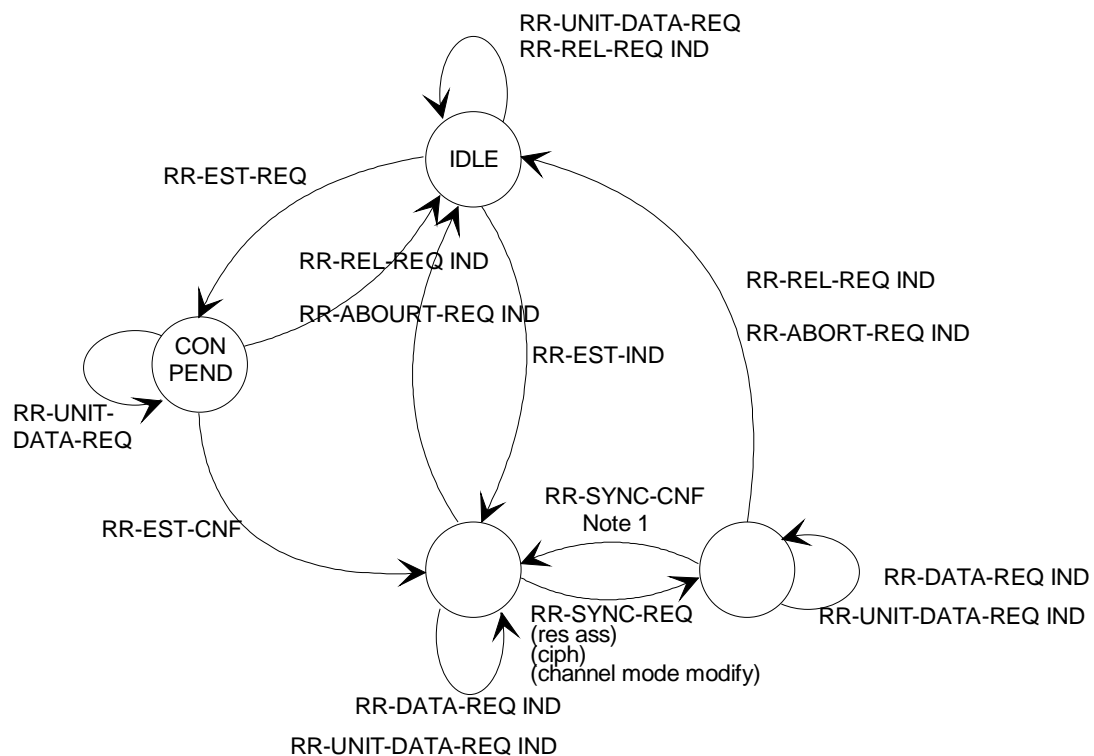 RR-UNIT-DATA-REQ
RR-REL-REQ IND
IDLE
RR-EST-REQ
RR-REL-REQ IND
RR-ABOURT-REQ IND
RR-REL-REQ IND
RR-ABORT-REQ IND
CON
PEND
RR-EST-IND
RR-UNIT-
DATA-REQ
RR-EST-CNF
RR-SYNC-CNF
Note 1
RR-SYNC-REQ
(res ass)
(ciph)
(channel mode modify)
RR-DATA-REQ IND
RR-UNIT-DATA-REQ IND
RR-DATA-REQ IND
RR-UNIT-DATA-REQ IND